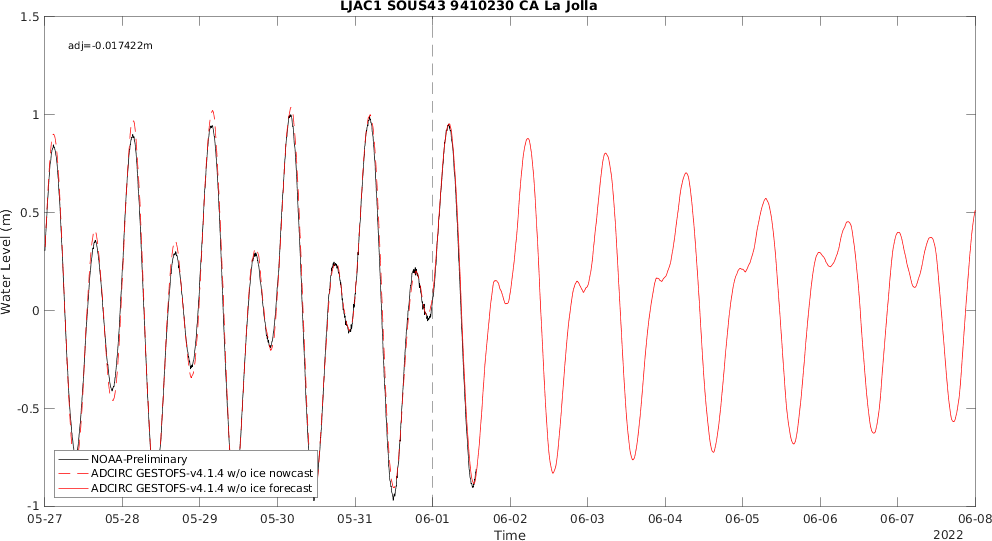 LJAC1 SOUS43 9410230 CA La Jolla
adj=-0.017422m
Water Level (m)
1.5
1
0.5
0
-0.5
-1
NOAA-Preliminary
ADCIRC GESTOFS-v4.1.4 w/o ice nowcast
ADCIRC GESTOFS-v4.1.4 w/o ice forecast
05-27 05-28 05-29 05-30 05-31 06-01 06-02 06-03 06-04 06-05 06-06 06-07 06-08
Time
2022